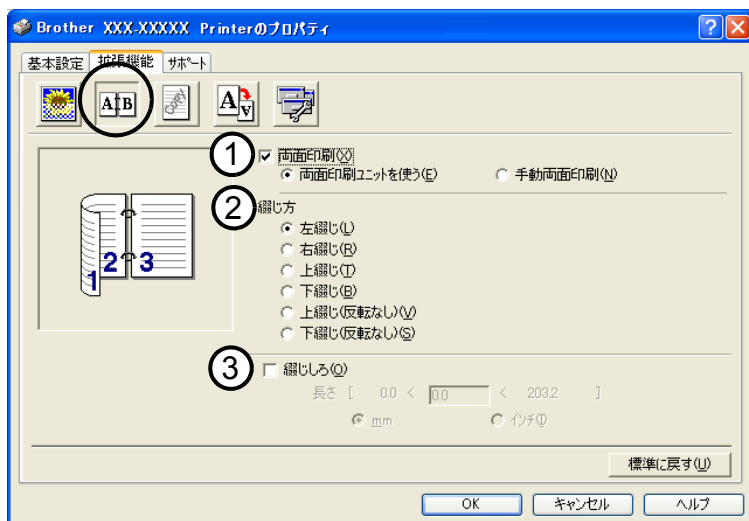 Brother XXX-XXXXX Printerのプロパティ
基本設定 拡張機能 サポート
A B Copy A A
① 両面印刷(X)
両面印刷ユニットを使う(E) 手動両面印刷(N)
② 綴じ方
左綴じ(L)
右綴じ(R)
上綴じ(T)
下綴じ(B)
上綴じ(反転なし)(V)
下綴じ(反転なし)(S)
1 2 3
③ 綴じしろ(O)
長さ [ 0.0 < 0.0 < 203.2 ]
mm インチ(I)
標準に戻す(U)
OK キャンセル ヘルプ